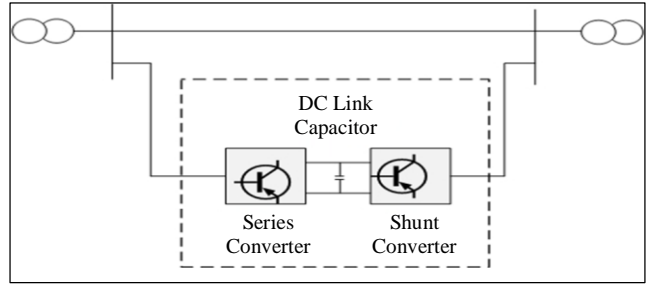 DC Link
Capacitor
Series
Converter
Shunt
Converter